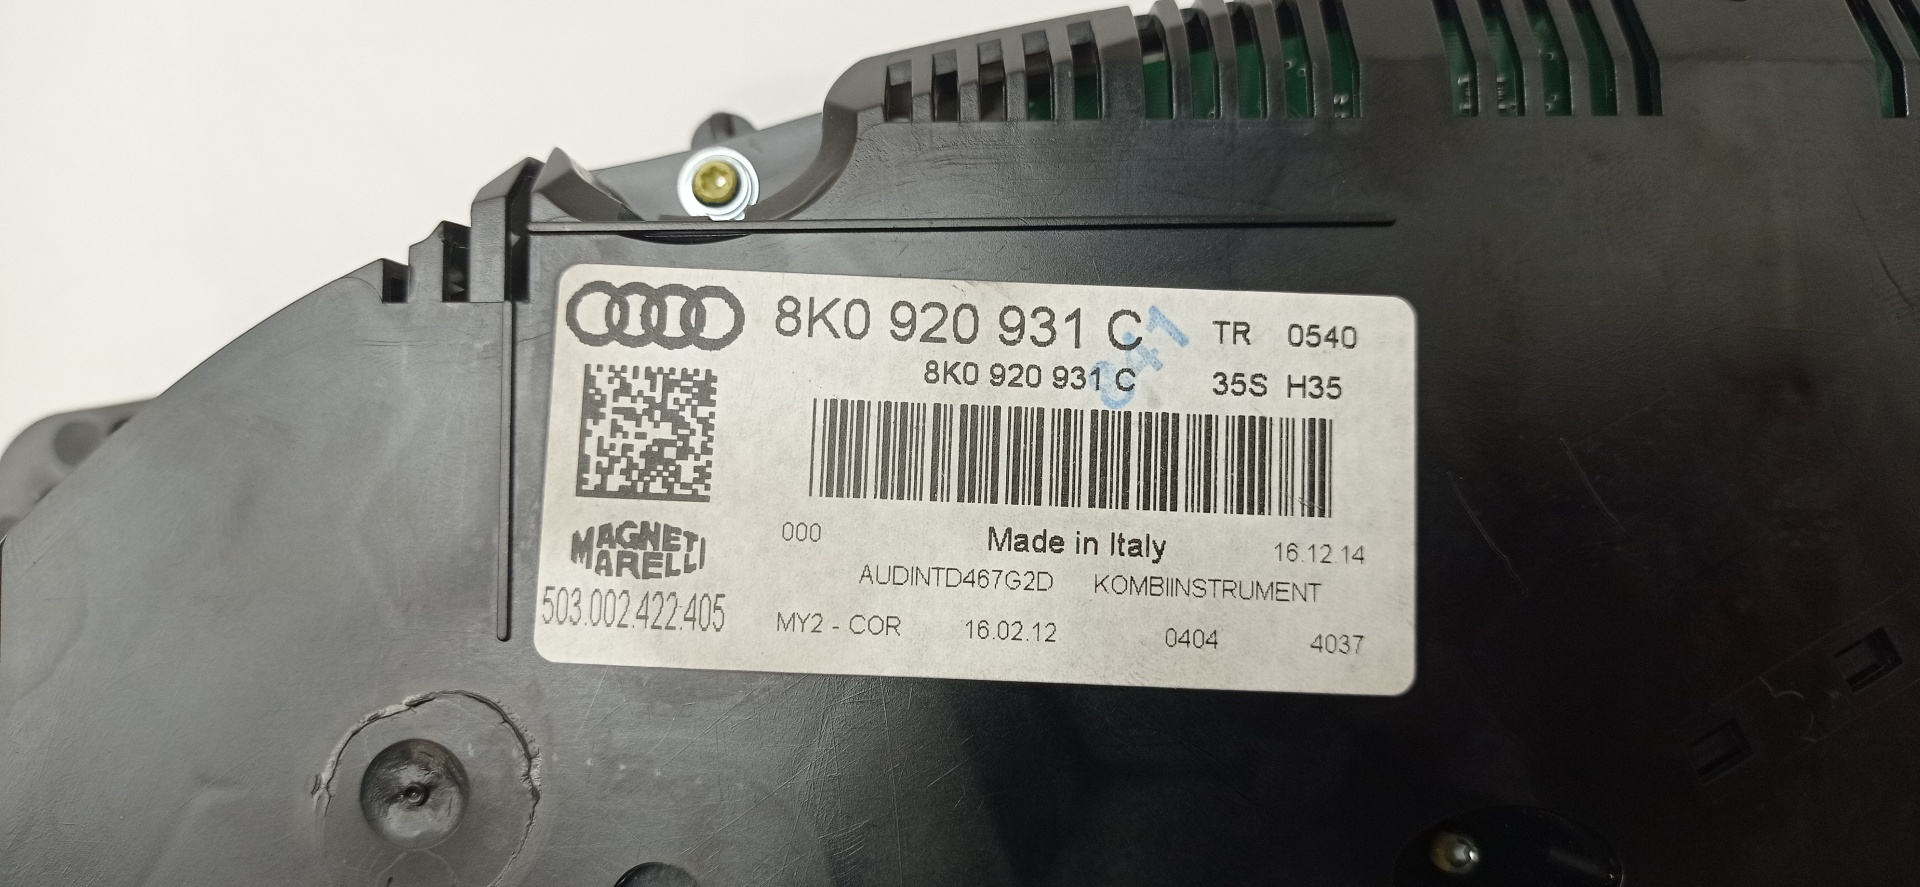 8K0 920 931 C TR 0540
8K0 920 931 C 35S H35
000 Made in Italy 16.12.14
MAGNETI
MARELLI
AUDINTD467G2D KOMBIINSTRUMENT
503.002.422.405 MY2 - COR 16.02.12 0404 4037